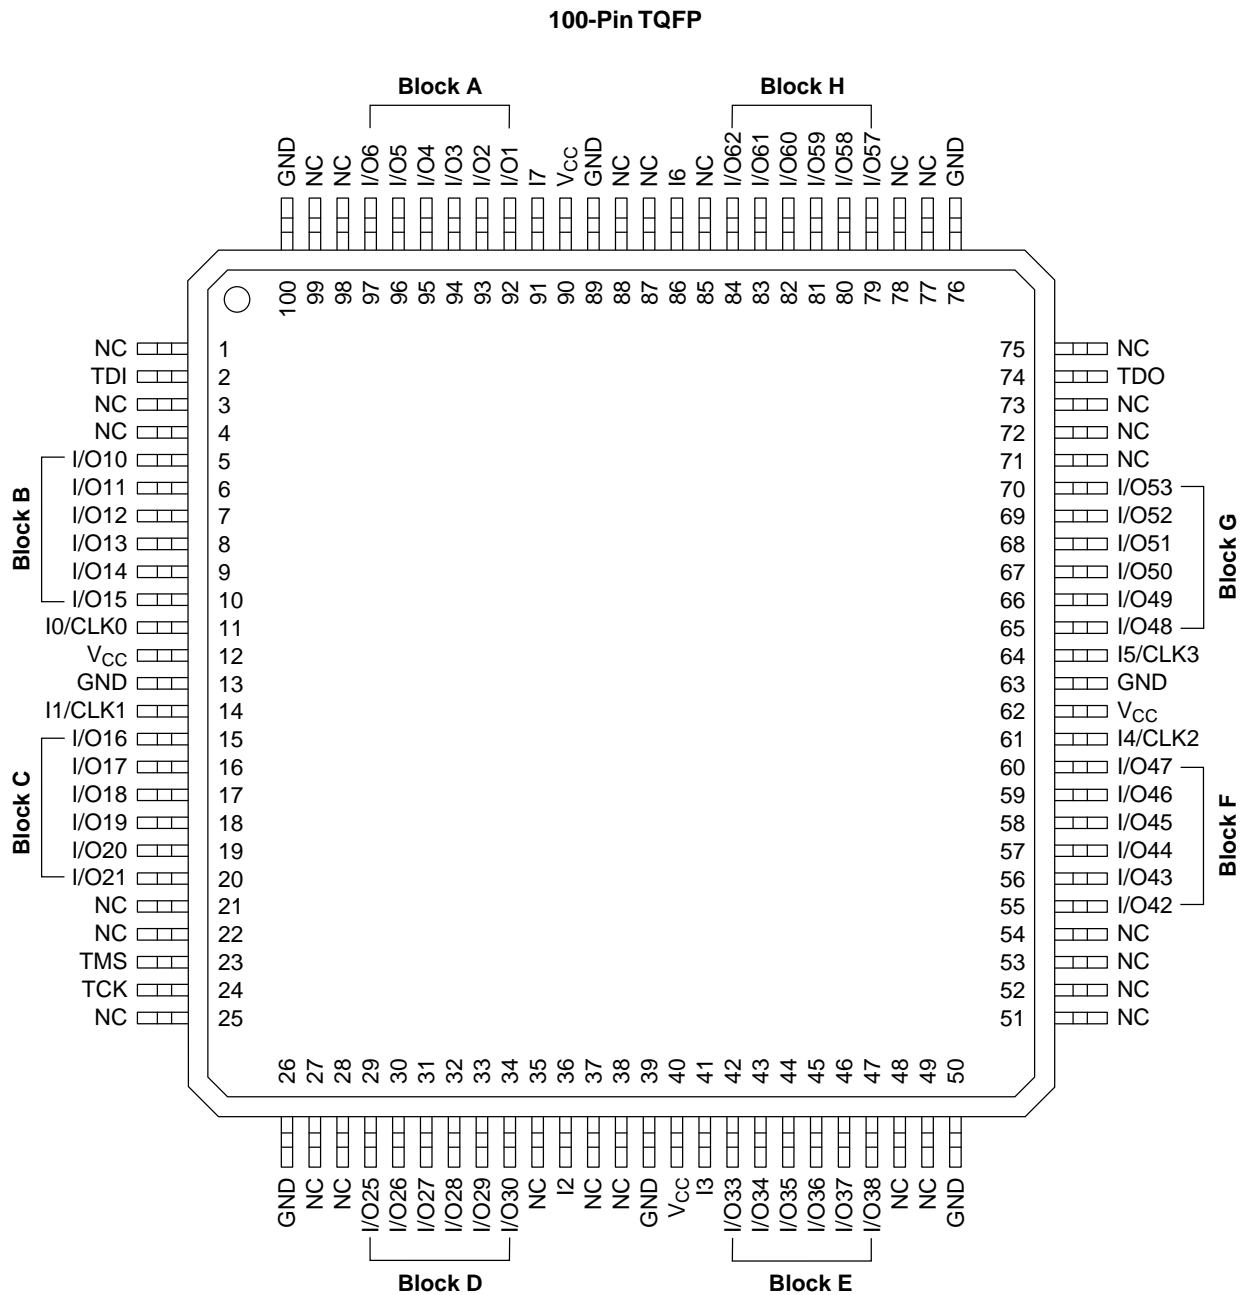 100-Pin TQFP
Block A
Block H
GND
NC
NC
I/O6
I/O5
I/O4
I/O3
I/O2
I/O1
I7
VCC
GND
NC
NC
I6
NC
I/O62
I/O61
I/O60
I/O59
I/O58
I/O57
NC
NC
GND
100
99
98
97
96
95
94
93
92
91
90
89
88
87
86
85
84
83
82
81
80
79
78
77
76
NC 1
TDI 2
NC 3
NC 4
I/O10 5
I/O11 6
I/O12 7
I/O13 8
I/O14 9
I/O15 10
I0/CLK0 11
VCC 12
GND 13
I1/CLK1 14
I/O16 15
I/O17 16
I/O18 17
I/O19 18
I/O20 19
I/O21 20
NC 21
NC 22
TMS 23
TCK 24
NC 25
Block B
Block C
75 NC
74 TDO
73 NC
72 NC
71 NC
70 I/O53
69 I/O52
68 I/O51
67 I/O50
66 I/O49
65 I/O48
64 I5/CLK3
63 GND
62 VCC
61 I4/CLK2
60 I/O47
59 I/O46
58 I/O45
57 I/O44
56 I/O43
55 I/O42
54 NC
53 NC
52 NC
51 NC
Block G
Block F
26
27
28
29
30
31
32
33
34
35
36
37
38
39
40
41
42
43
44
45
46
47
48
49
50
GND
NC
NC
I/O25
I/O26
I/O27
I/O28
I/O29
I/O30
NC
I2
NC
NC
GND
VCC
I3
I/O33
I/O34
I/O35
I/O36
I/O37
I/O38
NC
NC
GND
Block D
Block E